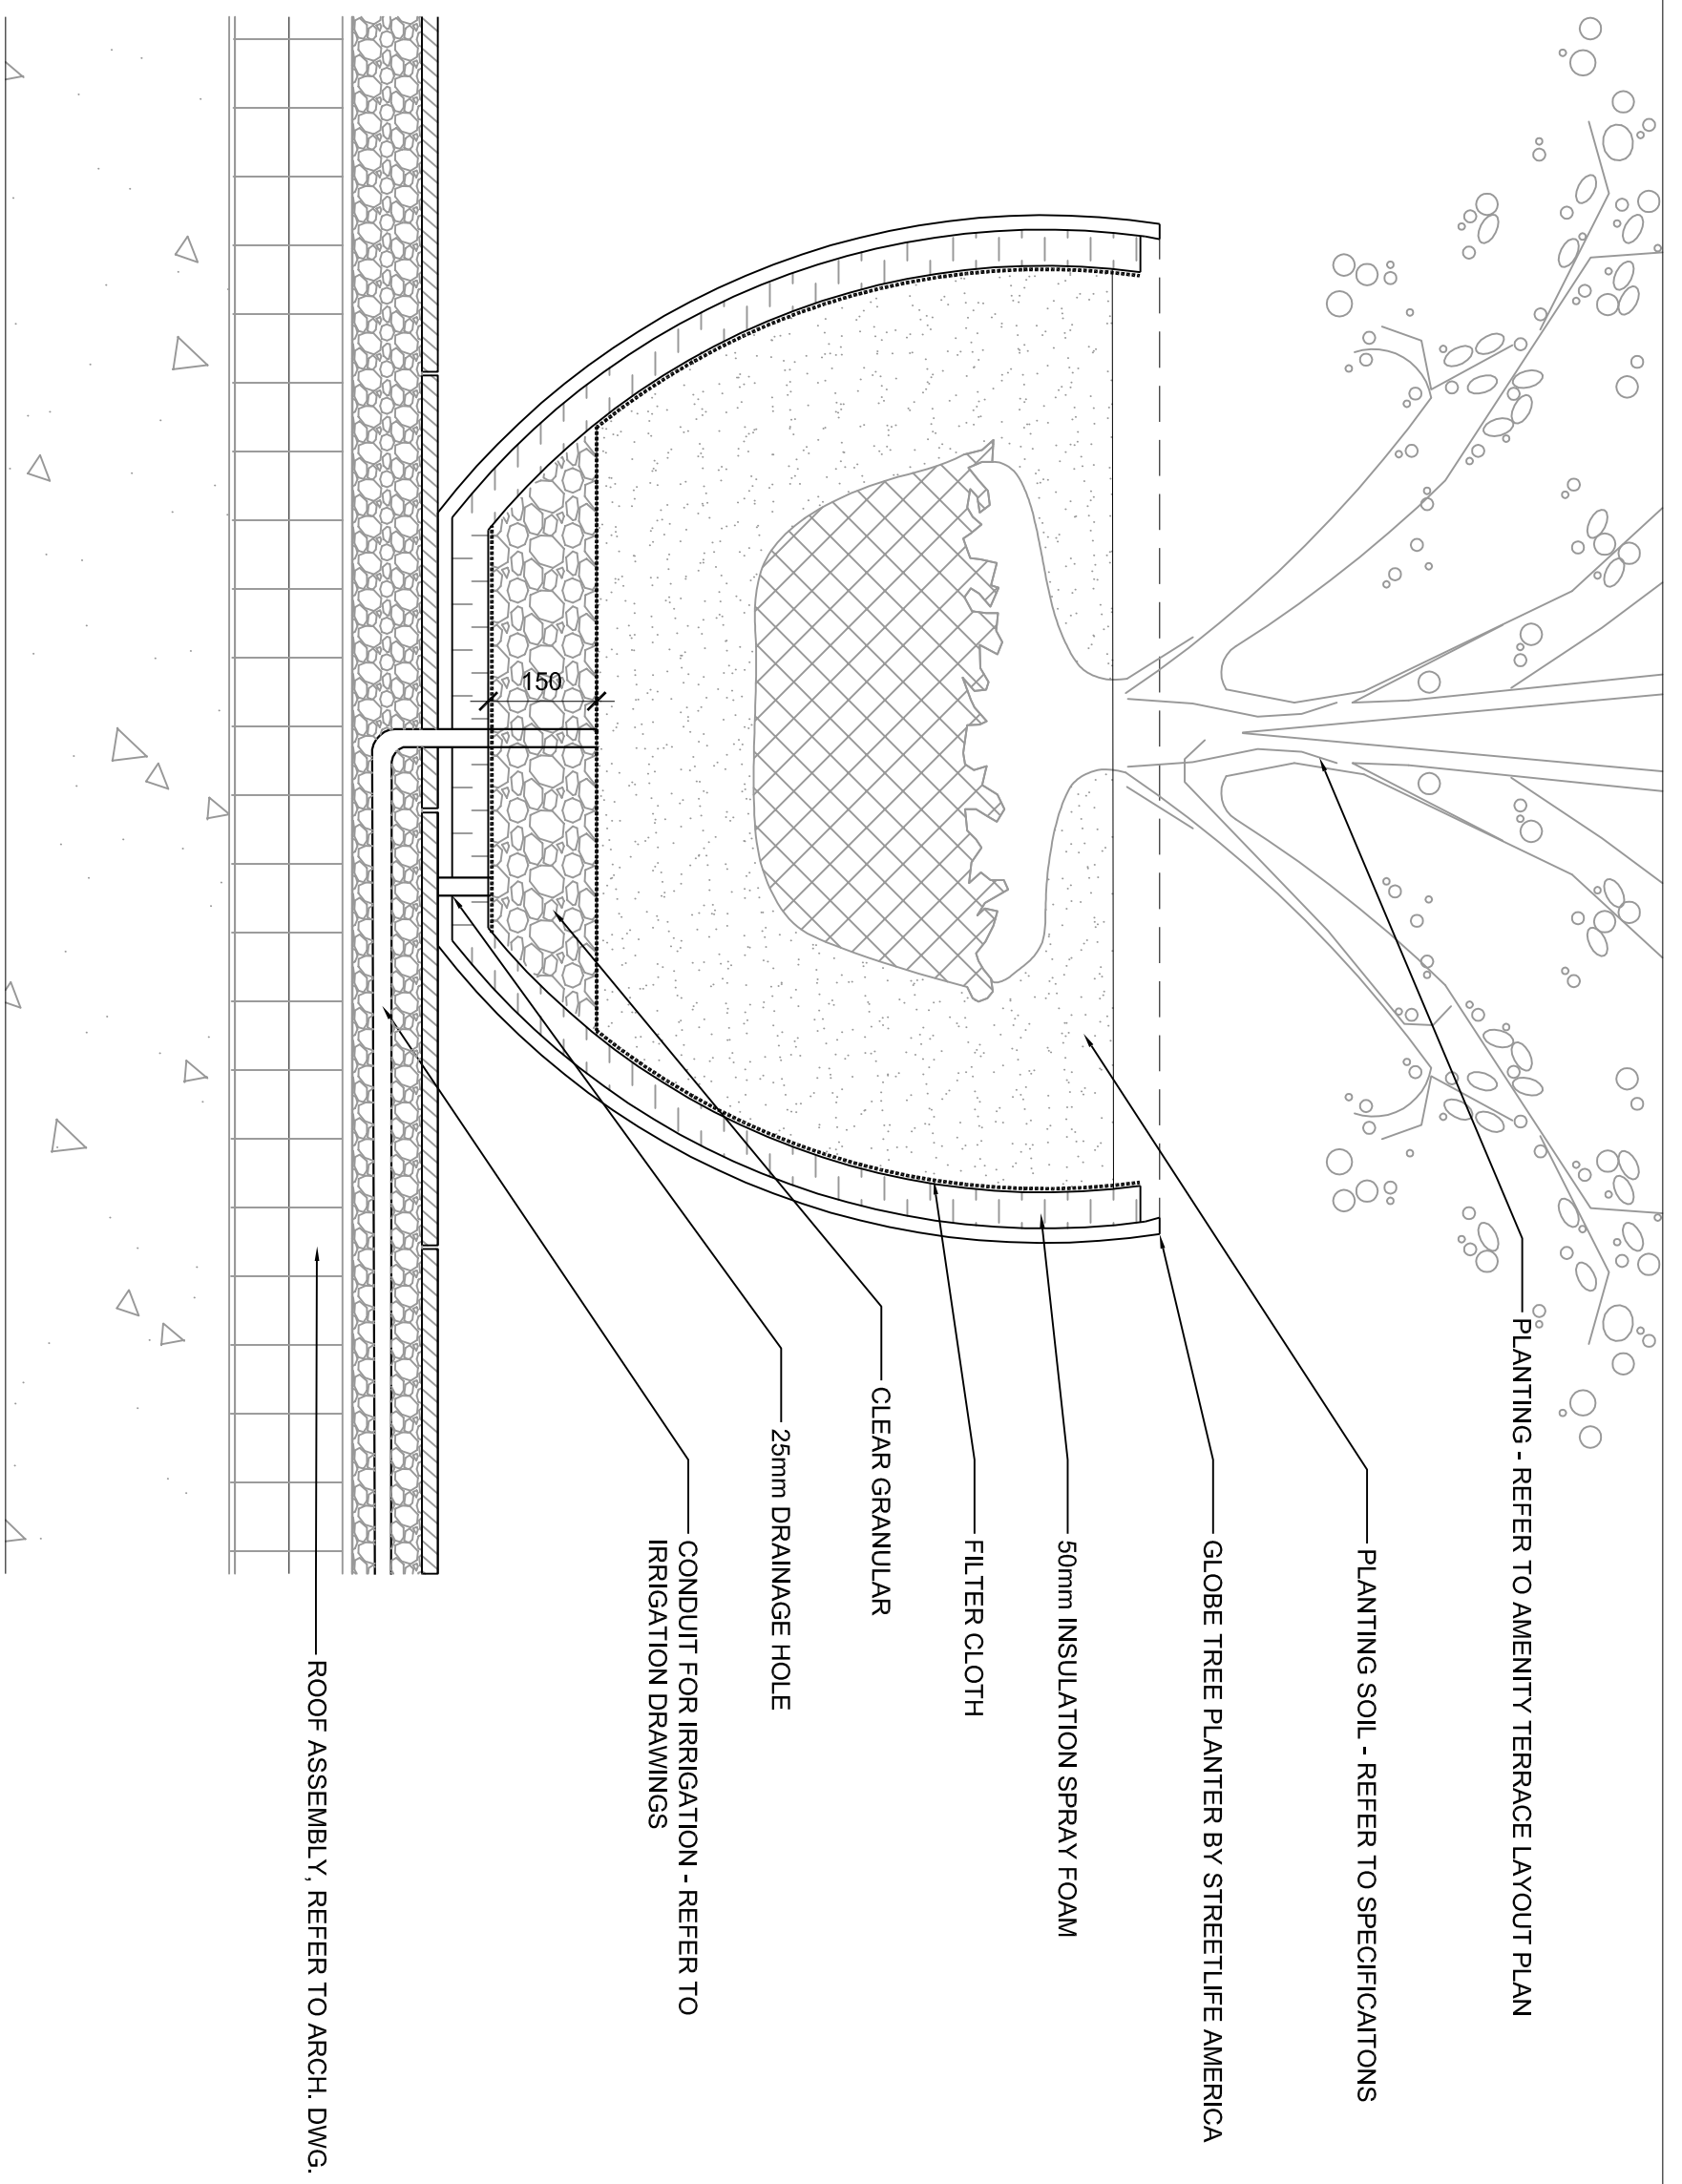 PLANTING - REFER TO AMENITY TERRACE LAYOUT PLAN
PLANTING SOIL - REFER TO SPECIFICAITONS
GLOBE TREE PLANTER BY STREETLIFE AMERICA
50mm INSULATION SPRAY FOAM
FILTER CLOTH
CLEAR GRANULAR
25mm DRAINAGE HOLE
CONDUIT FOR IRRIGATION - REFER TO
IRRIGATION DRAWINGS
ROOF ASSEMBLY, REFER TO ARCH. DWG.
150